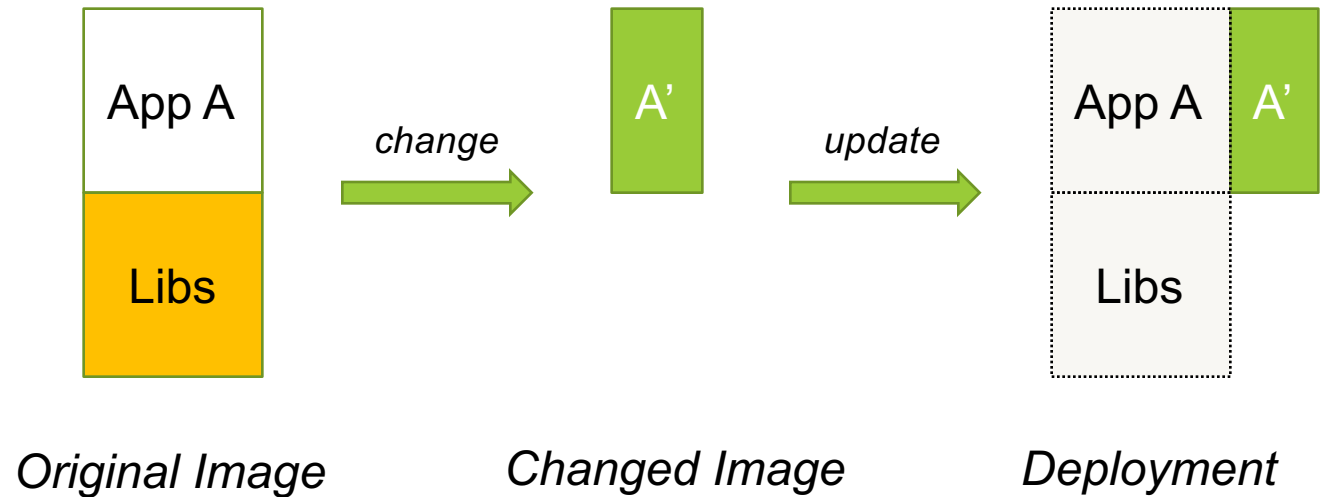 App A
Libs
change
A’
update
App A
A’
Libs
Original Image
Changed Image
Deployment